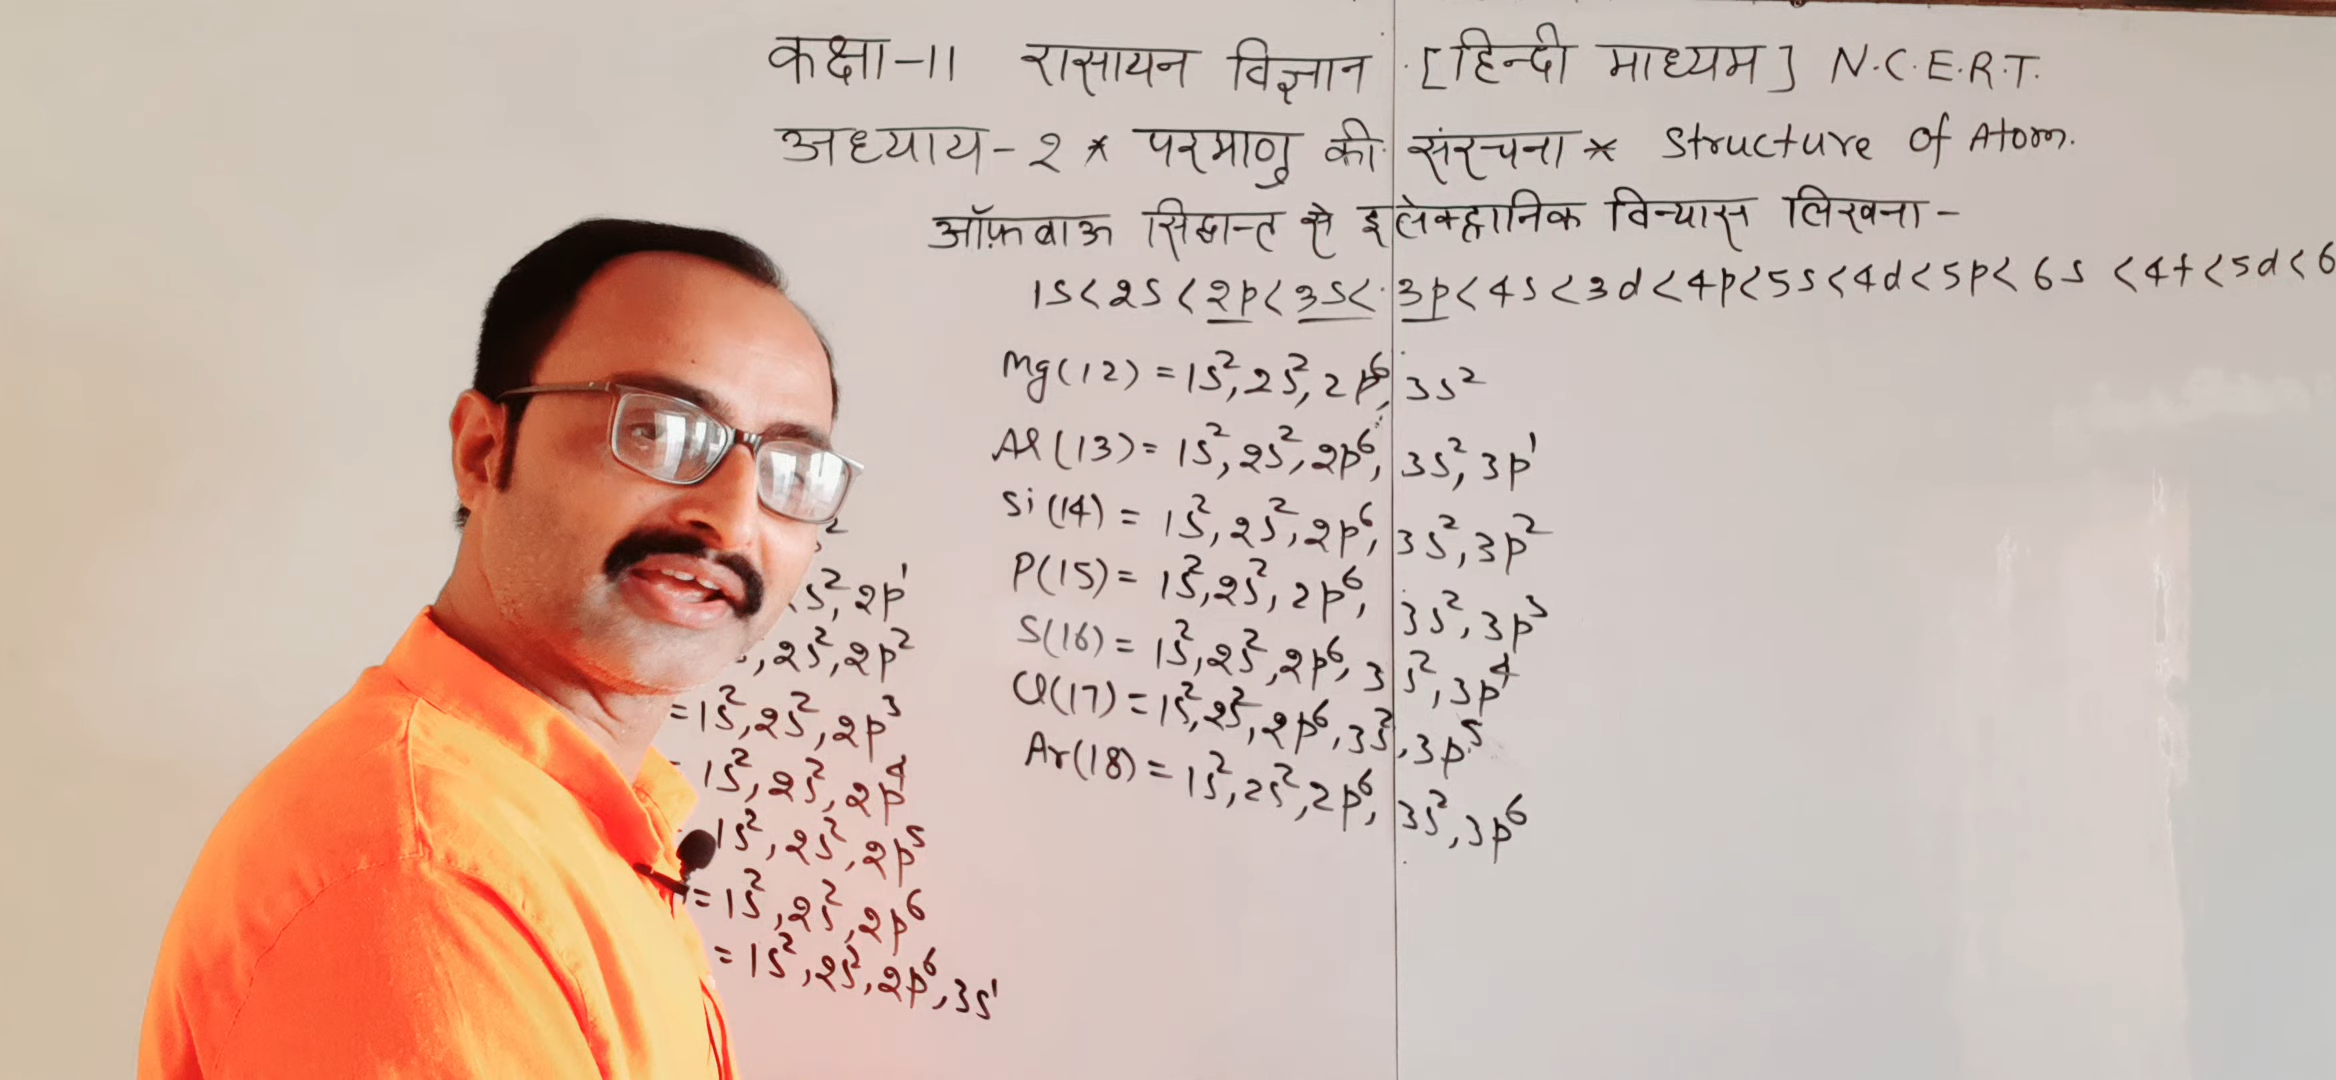 कक्षा-11 रासायन विज्ञान [हिन्दी माध्यम] N.C.E.R.T.
अध्याय-2 * परमाणु की संरचना * Structure of Atom.
ऑफ़बाऊ सिद्धान्त से इलेक्ट्रानिक विन्यास लिखना-
1s<2s<2p<3s<3p<4s<3d<4p<5s<4d<5p<6s<4f<5d<6
Mg(12) = 1s², 2s², 2p⁶, 3s²
Al(13) = 1s², 2s², 2p⁶, 3s², 3p¹
Si(14) = 1s², 2s², 2p⁶, 3s², 3p²
P(15) = 1s², 2s², 2p⁶, 3s², 3p³
S(16) = 1s², 2s², 2p⁶, 3s², 3p⁴
Cl(17) = 1s², 2s², 2p⁶, 3s², 3p⁵
Ar(18) = 1s², 2s², 2p⁶, 3s², 3p⁶
s²
s², 2p¹
, 2s², 2p²
= 1s², 2s², 2p³
= 1s², 2s², 2p⁴
1s², 2s², 2p⁵
= 1s², 2s², 2p⁶
= 1s², 2s², 2p⁶, 3s¹